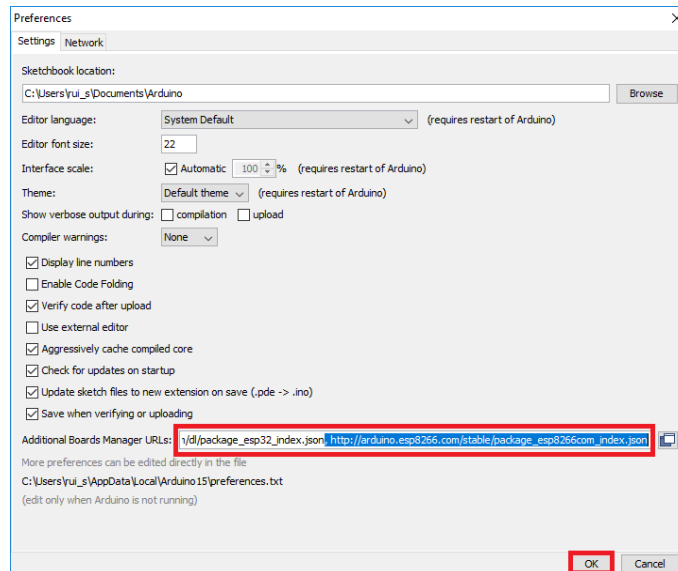 Preferences
Settings Network
Sketchbook location:
C:\Users\rui_s\Documents\Arduino Browse
Editor language: System Default (requires restart of Arduino)
Editor font size: 22
Interface scale: Automatic 100 % (requires restart of Arduino)
Theme: Default theme (requires restart of Arduino)
Show verbose output during: compilation upload
Compiler warnings: None
Display line numbers
Enable Code Folding
Verify code after upload
Use external editor
Aggressively cache compiled core
Check for updates on startup
Update sketch files to new extension on save (.pde -> .ino)
Save when verifying or uploading
Additional Boards Manager URLs: /dl/package_esp32_index.json, http://arduino.esp8266.com/stable/package_esp8266com_index.json
More preferences can be edited directly in the file
C:\Users\rui_s\AppData\Local\Arduino15\preferences.txt
(edit only when Arduino is not running)
OK Cancel